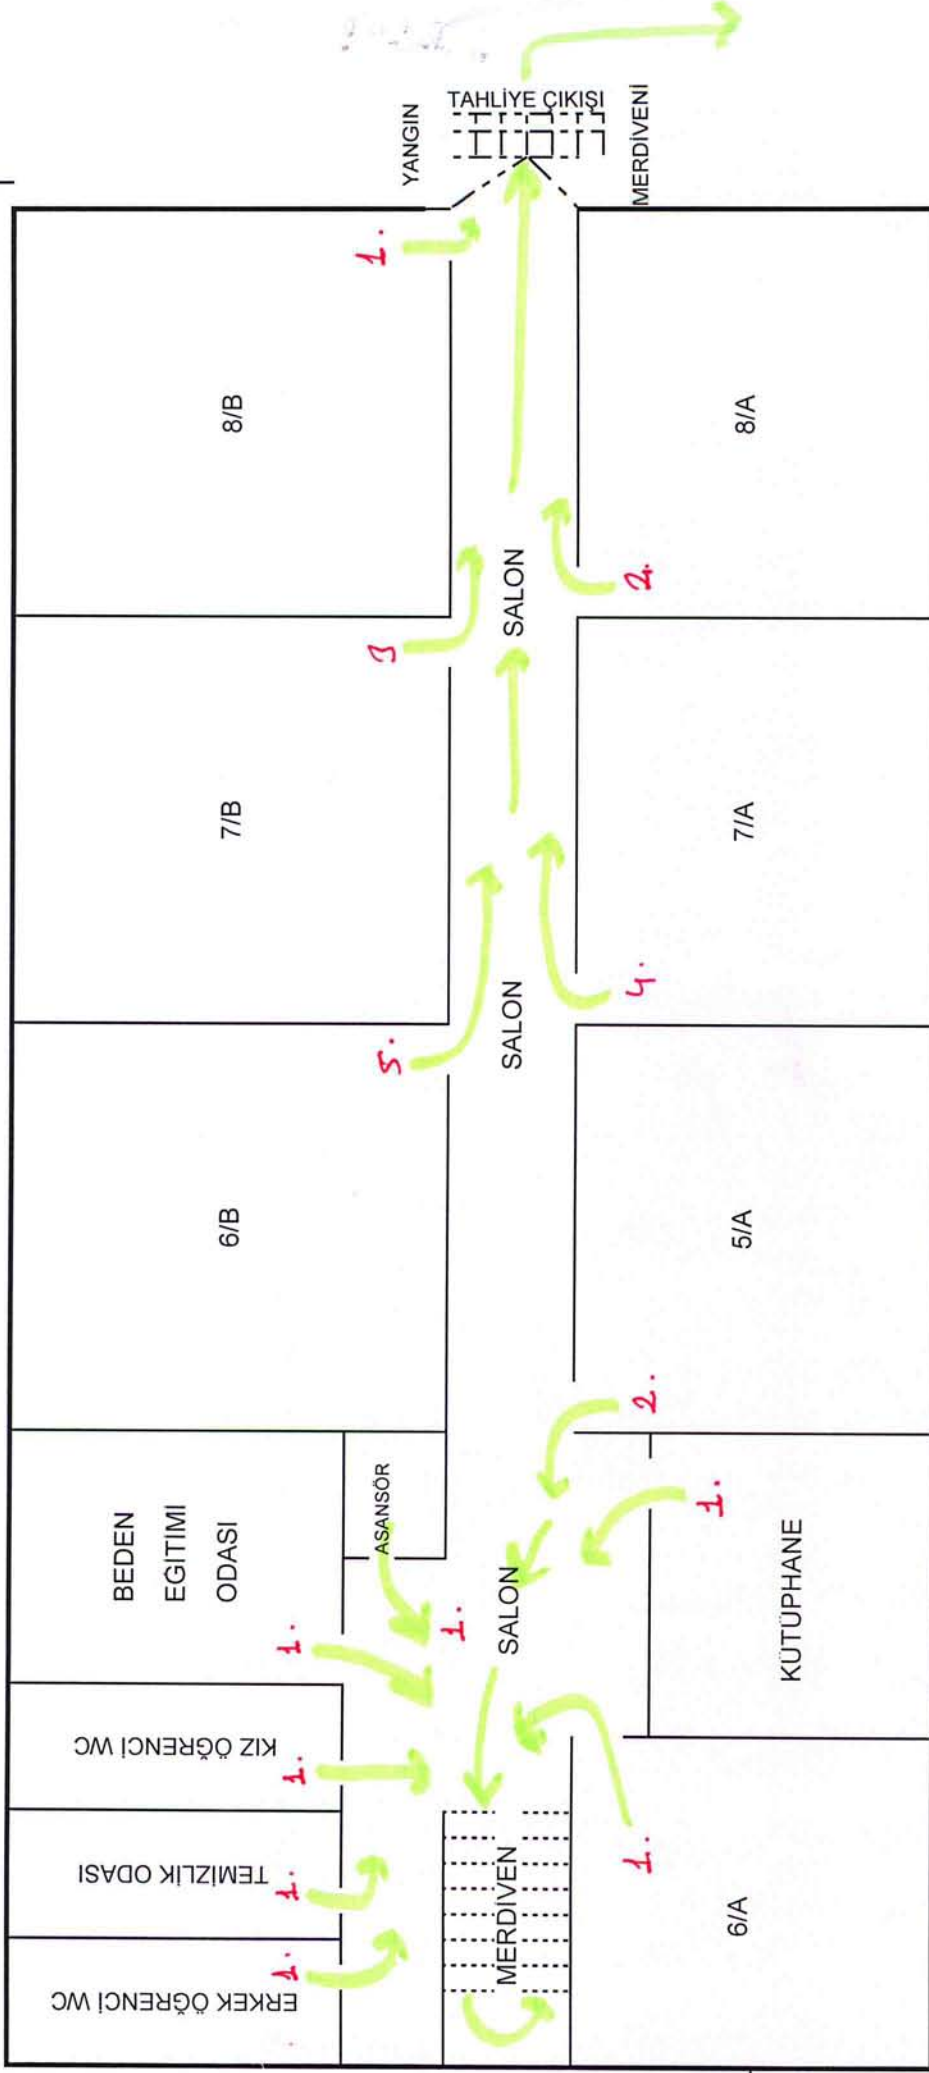 YANGIN
TAHLİYE ÇIKIŞI
MERDİVENİ
1.
8/B
8/A
3
SALON
2.
7/B
7/A
5.
SALON
4.
6/B
5/A
2.
BEDEN
EGİTIMI
ODASI
ASANSÖR
1.
1.
SALON
1.
KÜTÜPHANE
KIZ ÖĞRENCİ WC
1.
TEMİZLİK ODASI
1.
ERKEK ÖĞRENCİ WC
1.
MERDİVEN
1.
6/A